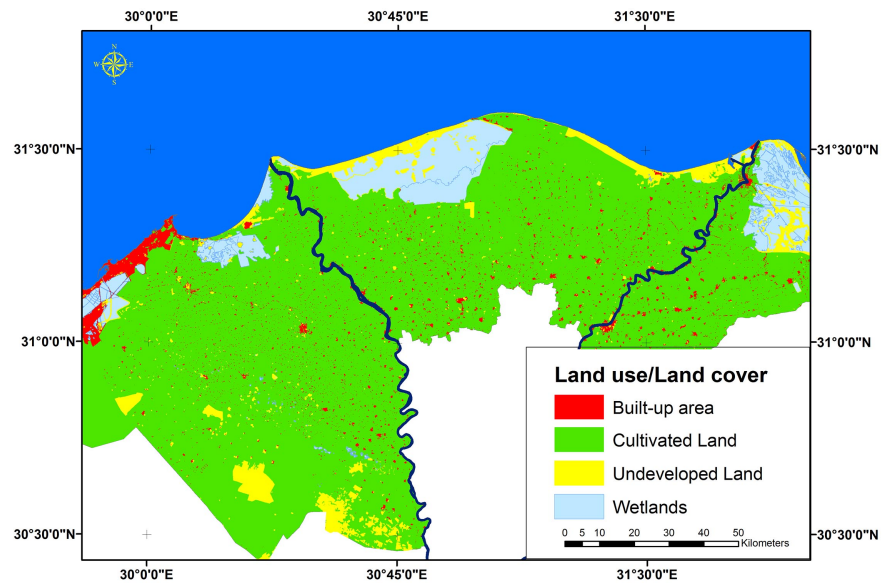 30°0'0"E 30°45'0"E 31°30'0"E
N
W E
S
31°30'0"N 31°30'0"N
31°0'0"N 31°0'0"N
Land use/Land cover
Built-up area
Cultivated Land
Undeveloped Land
Wetlands
30°30'0"N 30°30'0"N
0 5 10 20 30 40 50
Kilometers
30°0'0"E 30°45'0"E 31°30'0"E